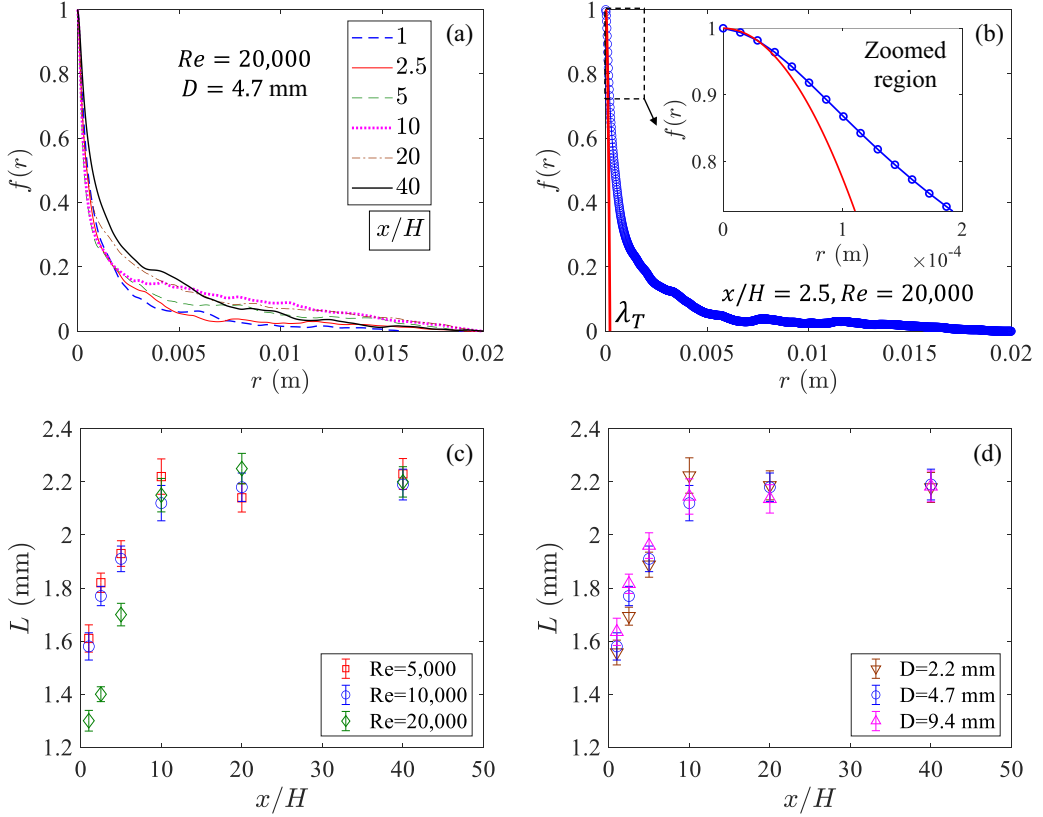 (a)
Re = 20,000
D = 4.7 mm
1
2.5
5
10
20
40
x/H
1
0.8
0.6
0.4
0.2
0
f(r)
0
0.005
0.01
0.015
0.02
r (m)
(b)
Zoomed
region
1
0.9
0.8
f(r)
0
1
2
r (m)
×10⁻⁴
x/H = 2.5, Re = 20,000
λ_T
1
0.8
0.6
0.4
0.2
0
f(r)
0
0.005
0.01
0.015
0.02
r (m)
(c)
2.4
2.2
2
1.8
1.6
1.4
1.2
L (mm)
Re=5,000
Re=10,000
Re=20,000
0
10
20
30
40
50
x/H
(d)
2.4
2.2
2
1.8
1.6
1.4
1.2
L (mm)
D=2.2 mm
D=4.7 mm
D=9.4 mm
0
10
20
30
40
50
x/H